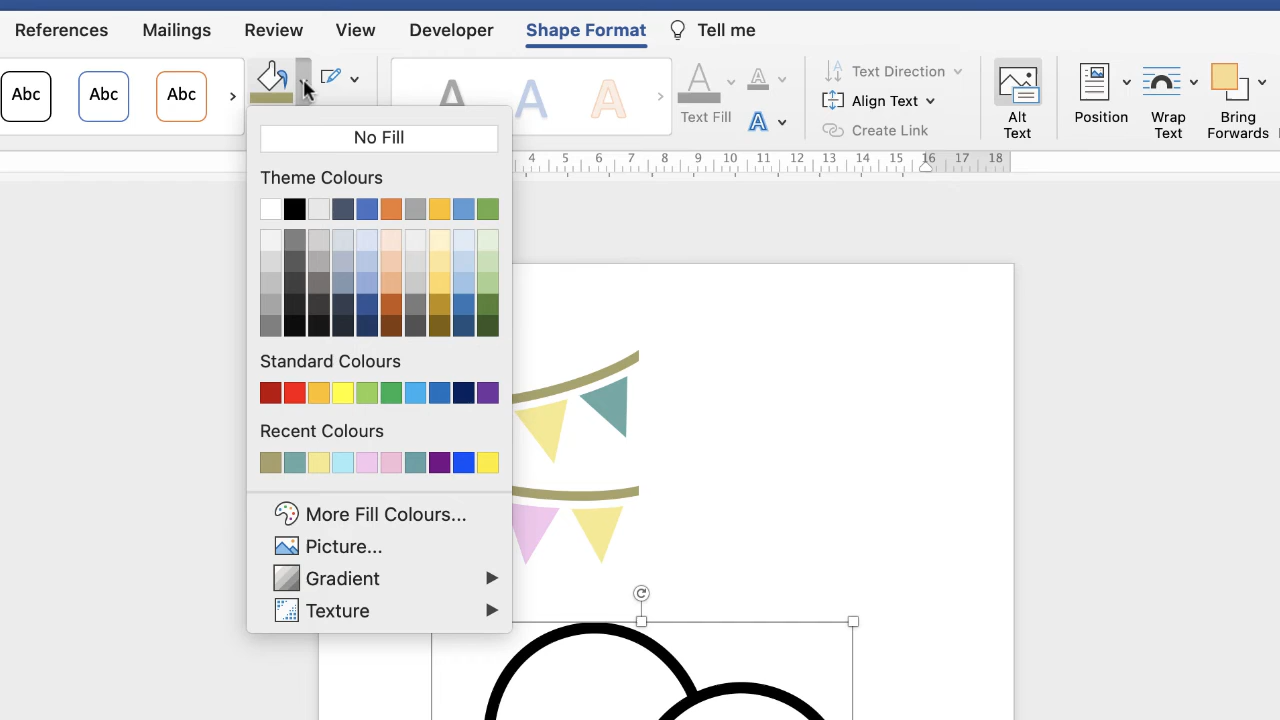 References Mailings Review View Developer Shape Format Tell me
Abc Abc Abc A A A A A Text Direction
Align Text
Text Fill A Create Link
Alt Text
Position
Wrap Text
Bring Forwards
4 5 6 7 8 9 10 11 12 13 14 15 16 17 18
No Fill
Theme Colours
Standard Colours
Recent Colours
More Fill Colours...
Picture...
Gradient
Texture